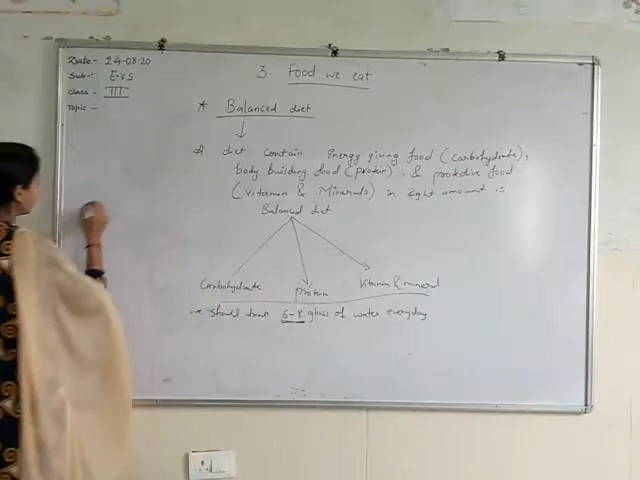 Date- 24-08-20
Sub-: E.V.S
Class- III
Topic -
3. Food we eat
* Balanced diet
A diet contain Energy giving food (Carbohydrate),
body building food (protein). & protective food
(Vitamin & Minerals) in right amount is
Balanced diet
Carbohydrate protein Vitamin & mineral
we should drink 6-8 glass of water everyday